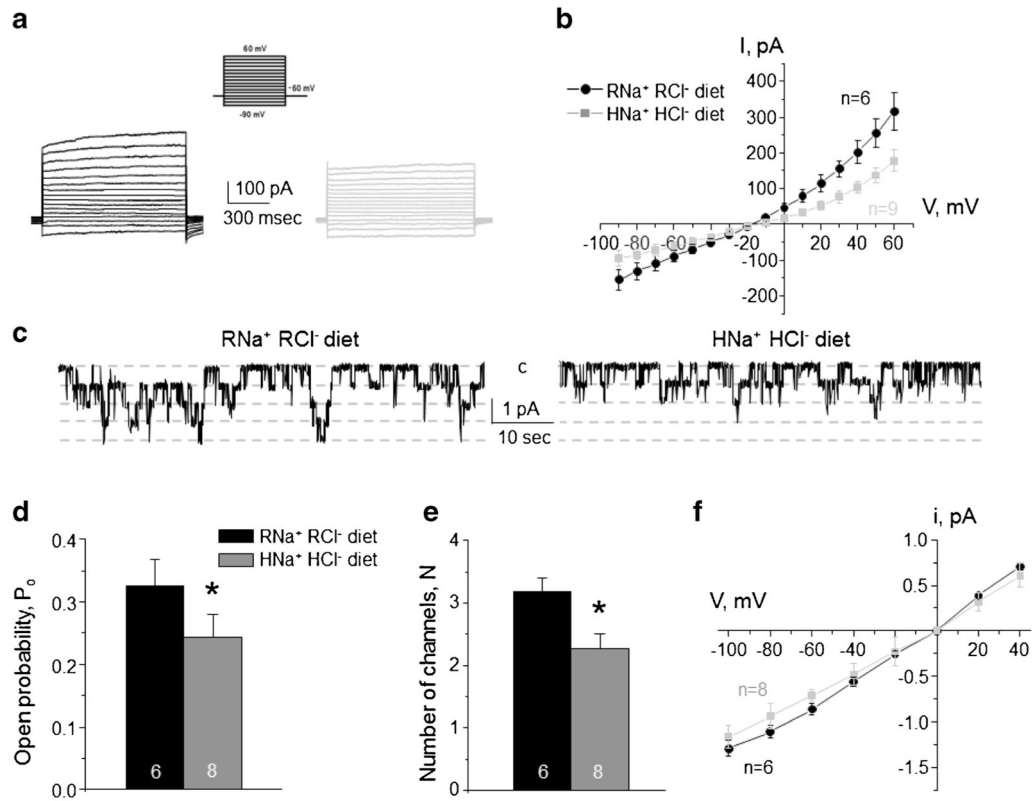 a
60 mV
-60 mV
-90 mV
100 pA
300 msec
b
I, pA
RNa⁺ RCl⁻ diet
HNa⁺ HCl⁻ diet
n=6
n=9
V, mV
400
300
200
100
-100
-200
-100 -80 -60 -40 -20 20 40 60
c
RNa⁺ RCl⁻ diet
HNa⁺ HCl⁻ diet
c
1 pA
10 sec
d
Open probability, P₀
0.4
0.3
0.2
0.1
0.0
RNa⁺ RCl⁻ diet
HNa⁺ HCl⁻ diet
*
6 8
e
Number of channels, N
4
3
2
1
0
*
6 8
f
i, pA
V, mV
1.0
0.5
-0.5
-1.0
-1.5
-100 -80 -60 -40 -20 0 20 40
n=8
n=6